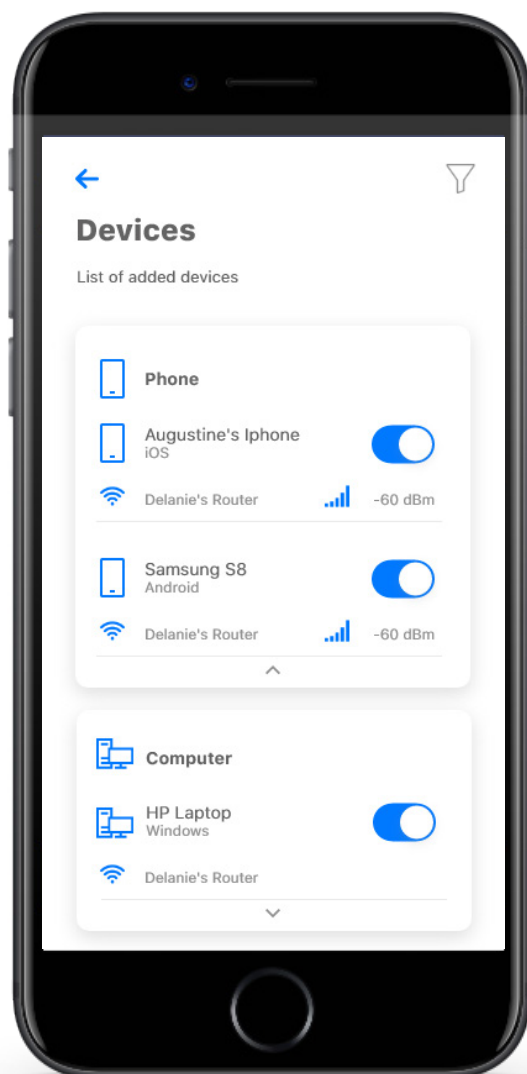 Devices
List of added devices
Phone
Augustine's Iphone
iOS
Delanie's Router -60 dBm
Samsung S8
Android
Delanie's Router -60 dBm
Computer
HP Laptop
Windows
Delanie's Router